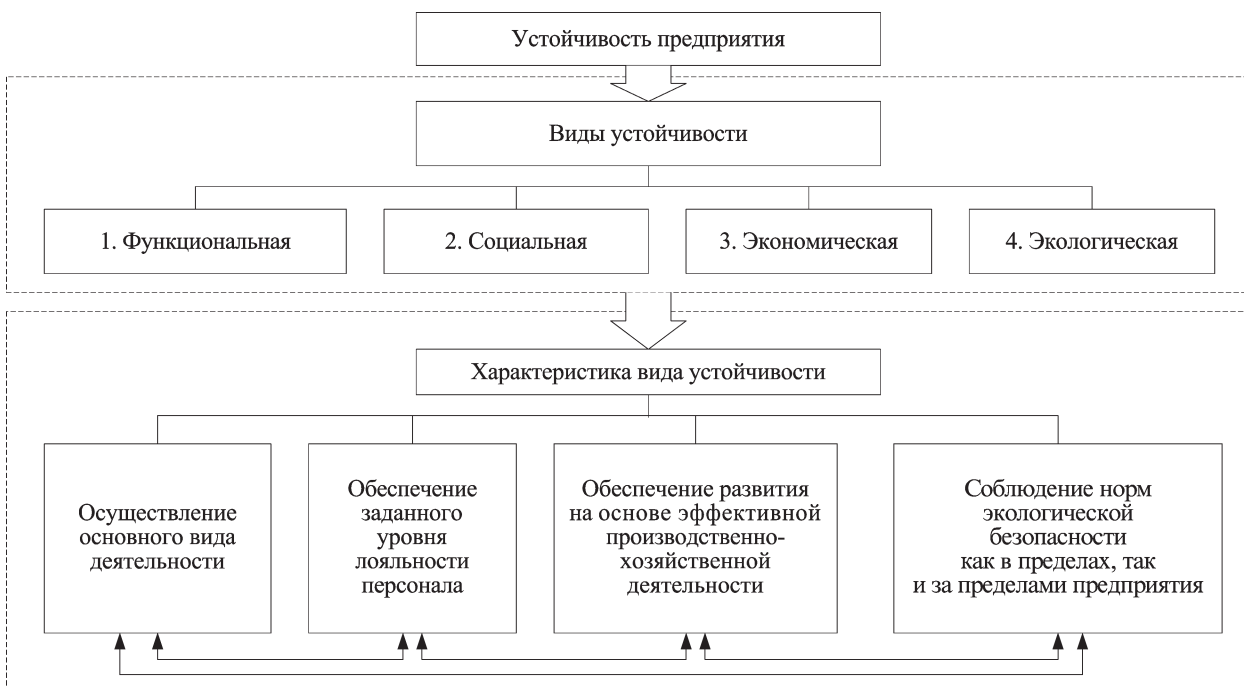 Устойчивость предприятия
Виды устойчивости
1. Функциональная
2. Социальная
3. Экономическая
4. Экологическая
Характеристика вида устойчивости
Осуществление
основного вида
деятельности
Обеспечение
заданного
уровня
лояльности
персонала
Обеспечение развития
на основе эффективной
производственно-
хозяйственной
деятельности
Соблюдение норм
экологической
безопасности
как в пределах, так
и за пределами предприятия